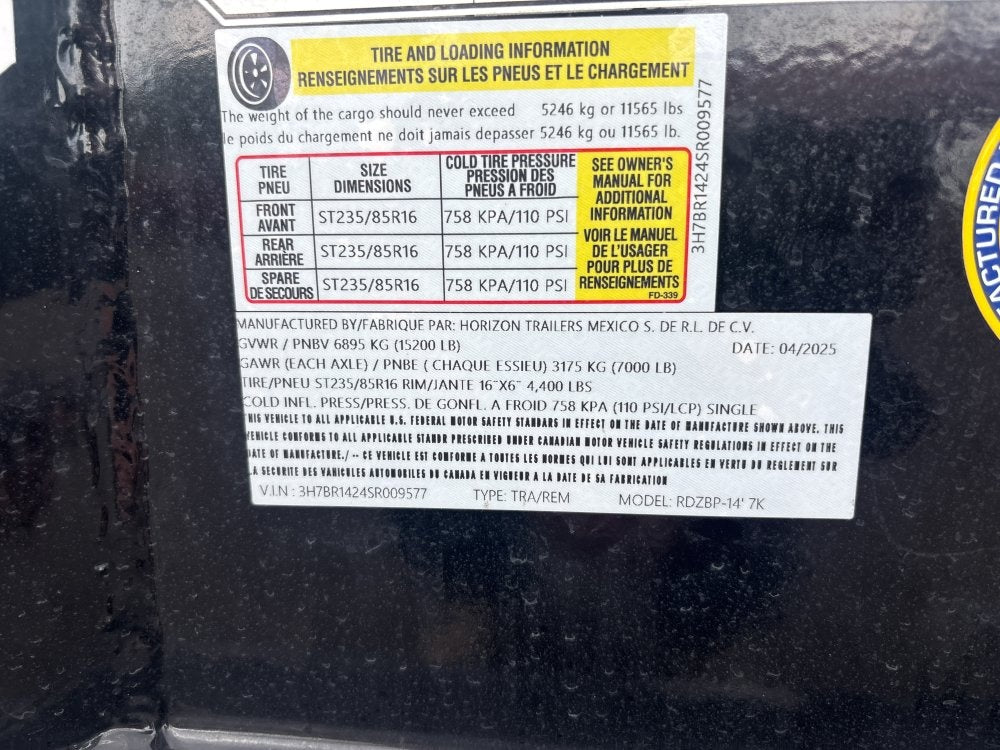 TIRE AND LOADING INFORMATION
RENSEIGNEMENTS SUR LES PNEUS ET LE CHARGEMENT
The weight of the cargo should never exceed 5246 kg or 11565 lbs
le poids du chargement ne doit jamais depasser 5246 kg ou 11565 lb.
TIRE PNEU
SIZE DIMENSIONS
COLD TIRE PRESSURE
PRESSION DES
PNEUS A FROID
FRONT AVANT
ST235/85R16
758 KPA/110 PSI
REAR ARRIÈRE
ST235/85R16
758 KPA/110 PSI
SPARE DE SECOURS
ST235/85R16
758 KPA/110 PSI
SEE OWNER'S
MANUAL FOR
ADDITIONAL
INFORMATION
VOIR LE MANUEL
DE L'USAGER
POUR PLUS DE
RENSEIGNEMENTS
FD-339
3H7BR1424SR009577
MANUFACTURED BY/FABRIQUE PAR: HORIZON TRAILERS MEXICO S. DE R.L. DE C.V.
GVWR / PNBV 6895 KG (15200 LB) DATE: 04/2025
GAWR (EACH AXLE) / PNBE ( CHAQUE ESSIEU) 3175 KG (7000 LB)
TIRE/PNEU ST235/85R16 RIM/JANTE 16"X6" 4,400 LBS
COLD INFL. PRESS/PRESS. DE GONFL. A FROID 758 KPA (110 PSI/LCP) SINGLE
THIS VEHICLE TO ALL APPLICABLE U.S. FEDERAL MOTOR SAFETY STANDARS IN EFFECT ON THE DATE OF MANUFACTURE SHOWN ABOVE. THIS
VEHICLE CONFORMS TO ALL APPLICABLE STANDR PRESCRIBED UNDER CANADIAN MOTOR VEHICLE SAFETY REGULATIONS IN EFFECT ON THE
DATE OF MANUFACTURE./ -- CE VEHICLE EST CONFORME A TOUTES LES NORMES QUI LUI SONT APPLICABLES EN VERTU DU REGLEMENT SUR
LA SECURITE DES VAHICULES AUTOMOBILES DU CANADA EN VIGNEUR A LA DATE DE SA FABRICATION
V.I.N : 3H7BR1424SR009577 TYPE: TRA/REM MODEL: RDZBP-14' 7K